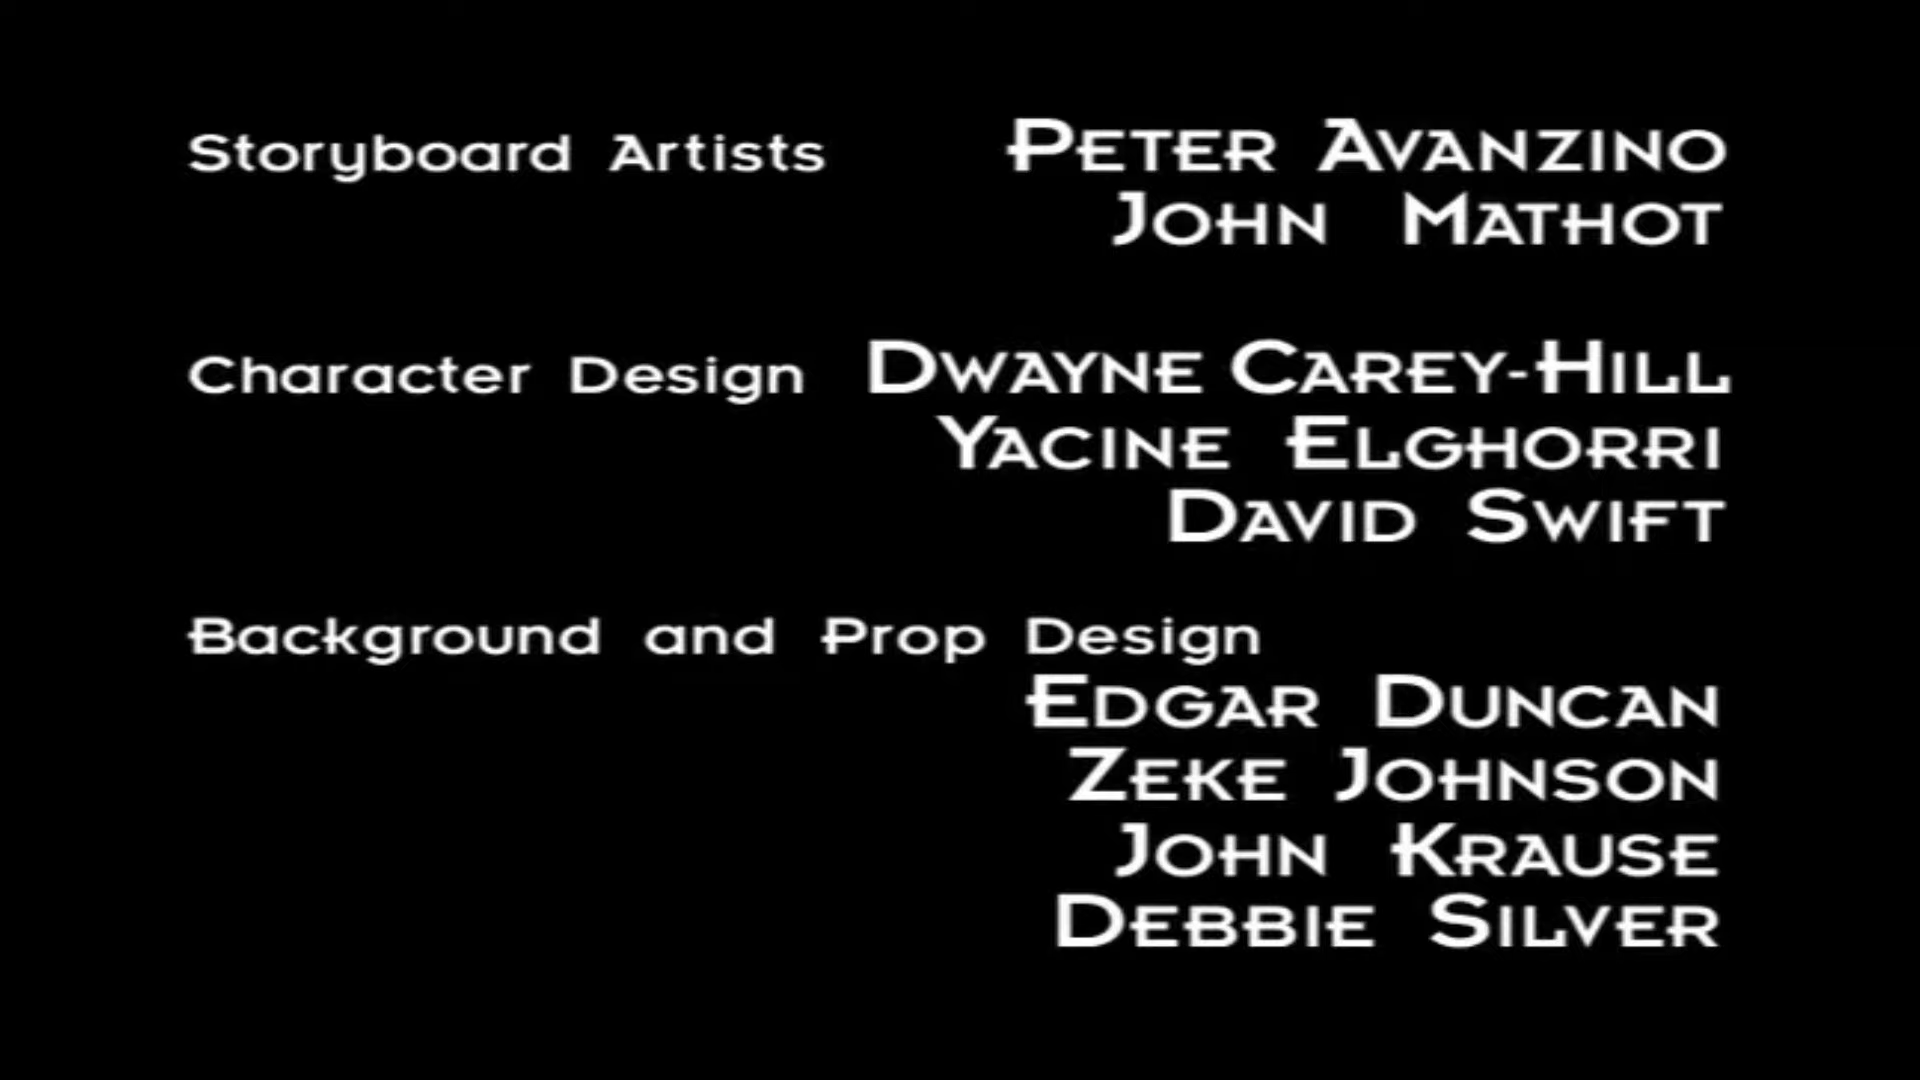 Storyboard Artists PETER AVANZINO
JOHN MATHOT
Character Design DWAYNE CAREY-HILL
YACINE ELGHORRI
DAVID SWIFT
Background and Prop Design
EDGAR DUNCAN
ZEKE JOHNSON
JOHN KRAUSE
DEBBIE SILVER